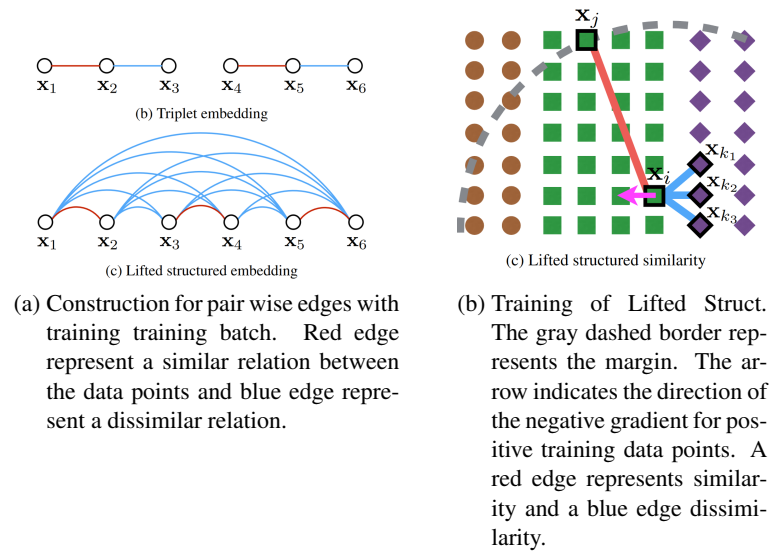 x1 x2 x3 x4 x5 x6
(b) Triplet embedding
x1 x2 x3 x4 x5 x6
(c) Lifted structured embedding
(a) Construction for pair wise edges with
training training batch. Red edge
represent a similar relation between
the data points and blue edge repre-
sent a dissimilar relation.
xj
xi
xk1
xk2
xk3
(c) Lifted structured similarity
(b) Training of Lifted Struct.
The gray dashed border rep-
resents the margin. The ar-
row indicates the direction of
the negative gradient for pos-
itive training data points. A
red edge represents similar-
ity and a blue edge dissimi-
larity.